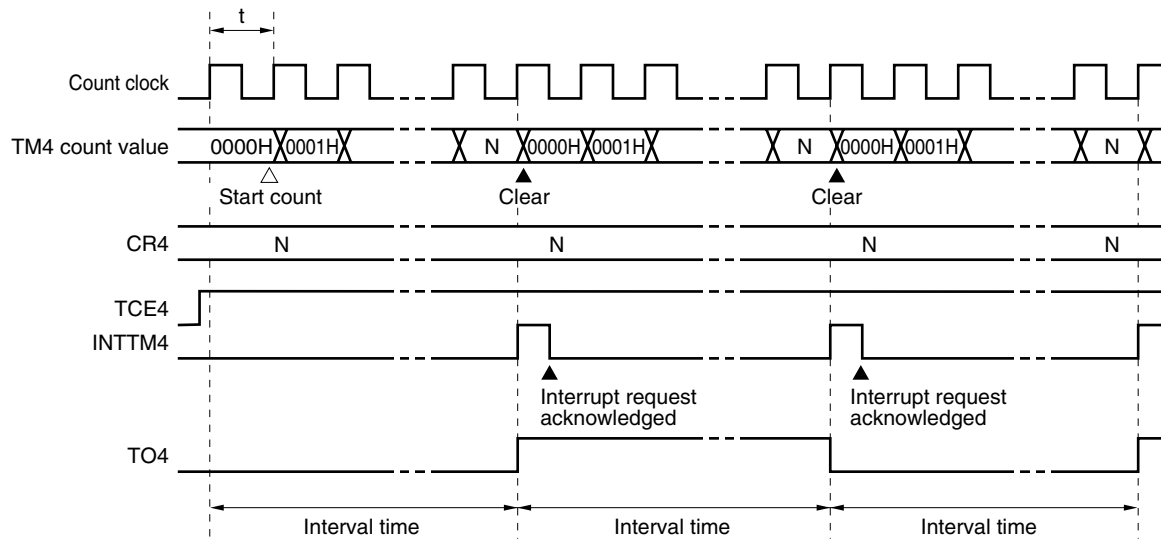 t
Count clock
TM4 count value 0000H 0001H N 0000H 0001H N 0000H 0001H N
Start count Clear Clear
CR4 N N N N
TCE4
INTTM4
Interrupt request acknowledged
Interrupt request acknowledged
TO4
Interval time Interval time Interval time